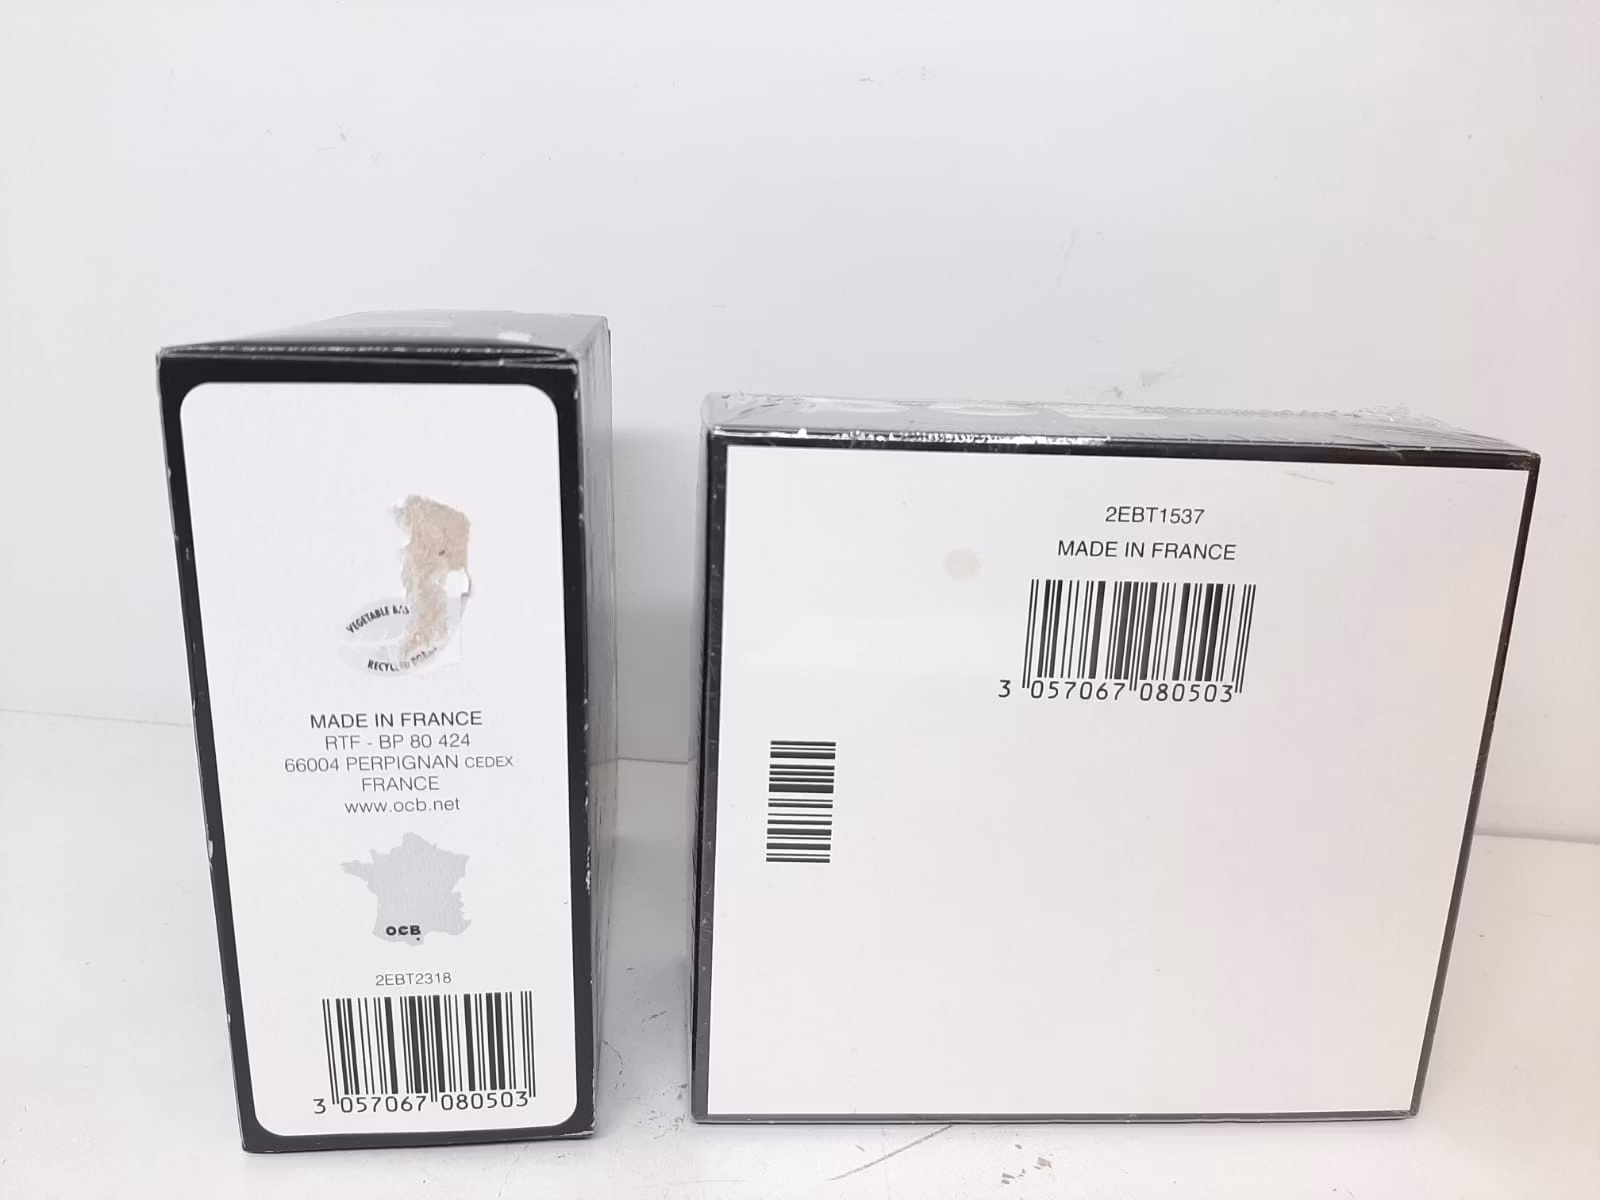 VEGETABLE
MADE IN FRANCE
RTF - BP 80 424
66004 PERPIGNAN CEDEX
FRANCE
www.ocb.net
OCB
2EBT2318
3 057067 080503
2EBT1537
MADE IN FRANCE
3 057067 080503